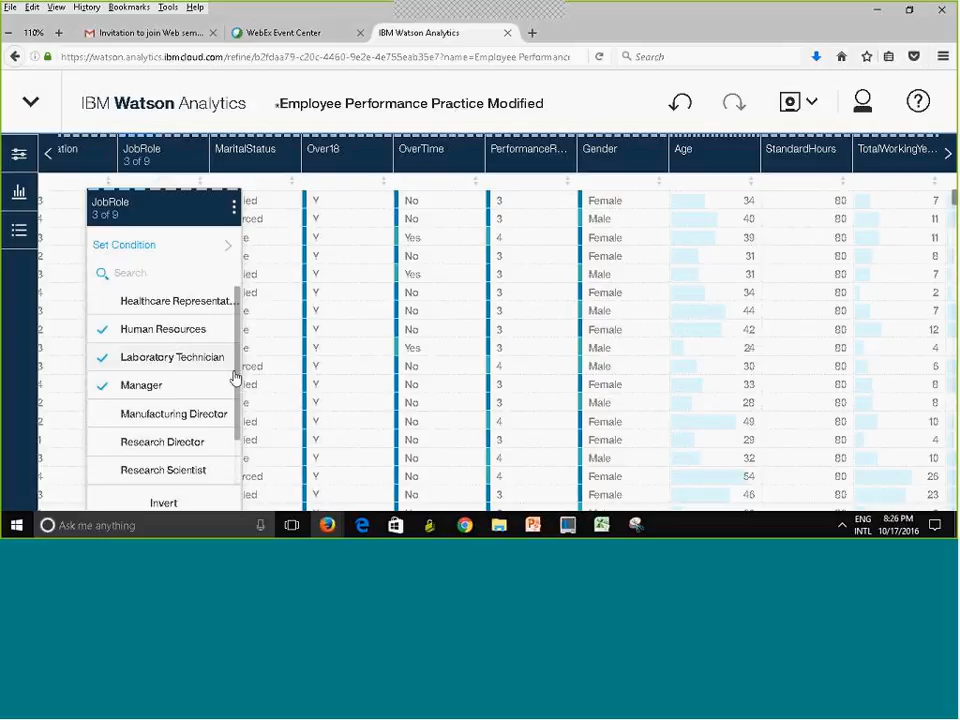 File Edit View History Bookmarks Tools Help
110% Invitation to join Web sem... WebEx Event Center IBM Watson Analytics
https://watson.analytics.ibmcloud.com/refine/b2fdaa79-c20c-4460-9e2e-4e755eab35e7?name=Employee Performance Search
IBM Watson Analytics *Employee Performance Practice Modified
ation JobRole MaritalStatus Over18 OverTime PerformanceR... Gender Age StandardHours TotalWorkingYe...
3 of 9
3 Y No 3 Female 34 80 7
rced Y No 3 Male 40 80 11
e Y Yes 4 Female 39 80 11
Y No 3 Female 31 80 8
Y Yes 3 Male 31 80 7
Y No 3 Female 34 80 2
e Y No 3 Male 44 80 7
e Y No 3 Female 42 80 12
e Y Yes 3 Male 24 80 4
rced Y No 4 Male 30 80 5
Y No 3 Female 33 80 8
e Y No 3 Male 28 80 8
Y No 4 Female 49 80 10
Y No 3 Female 29 80 4
e Y No 4 Male 32 80 10
rced Y No 4 Female 54 80 26
Y No 3 Female 46 80 23
JobRole
3 of 9
Set Condition
Search
Healthcare Representat...
Human Resources
Laboratory Technician
Manager
Manufacturing Director
Research Director
Research Scientist
Invert
Ask me anything
ENG 8:26 PM
INTL 10/17/2016